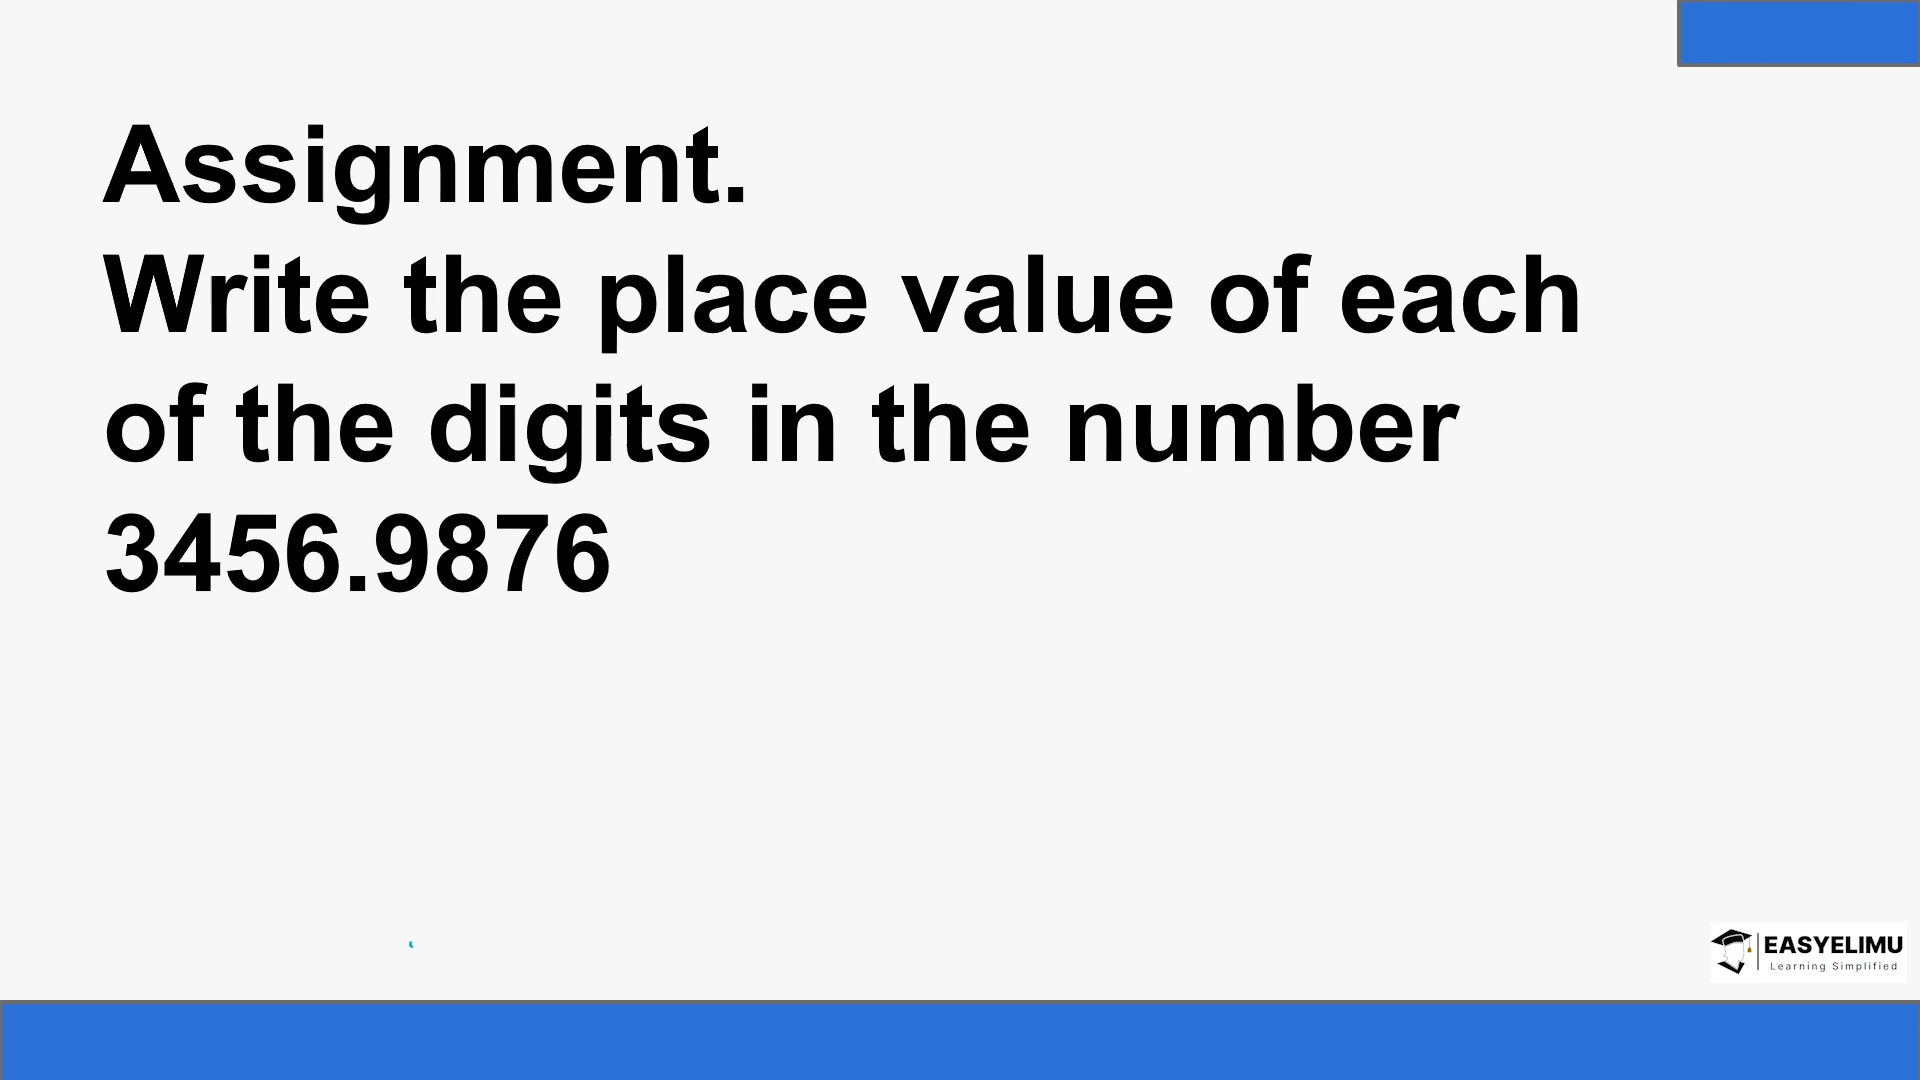 Assignment.
Write the place value of each
of the digits in the number
3456.9876
EASYELIMU
Learning Simplified